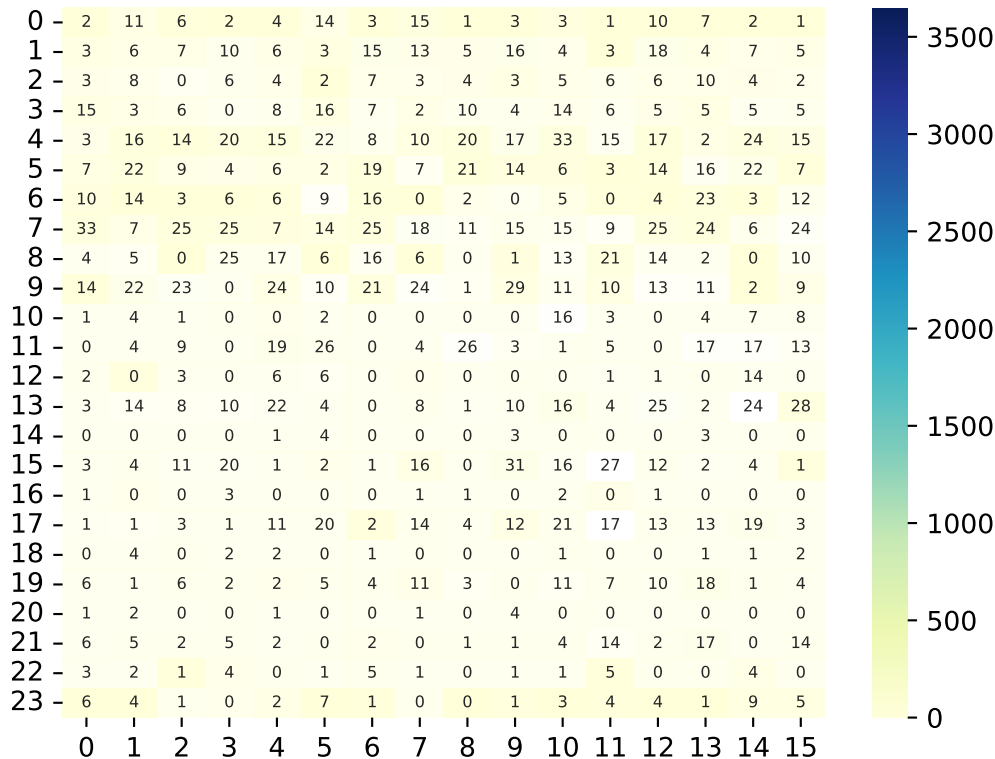 0 2 11 6 2 4 14 3 15 1 3 3 1 10 7 2 1
1 3 6 7 10 6 3 15 13 5 16 4 3 18 4 7 5
2 3 8 0 6 4 2 7 3 4 3 5 6 6 10 4 2
3 15 3 6 0 8 16 7 2 10 4 14 6 5 5 5 5
4 3 16 14 20 15 22 8 10 20 17 33 15 17 2 24 15
5 7 22 9 4 6 2 19 7 21 14 6 3 14 16 22 7
6 10 14 3 6 6 9 16 0 2 0 5 0 4 23 3 12
7 33 7 25 25 7 14 25 18 11 15 15 9 25 24 6 24
8 4 5 0 25 17 6 16 6 0 1 13 21 14 2 0 10
9 14 22 23 0 24 10 21 24 1 29 11 10 13 11 2 9
10 1 4 1 0 0 2 0 0 0 0 16 3 0 4 7 8
11 0 4 9 0 19 26 0 4 26 3 1 5 0 17 17 13
12 2 0 3 0 6 6 0 0 0 0 0 1 1 0 14 0
13 3 14 8 10 22 4 0 8 1 10 16 4 25 2 24 28
14 0 0 0 0 1 4 0 0 0 3 0 0 0 3 0 0
15 3 4 11 20 1 2 1 16 0 31 16 27 12 2 4 1
16 1 0 0 3 0 0 0 1 1 0 2 0 1 0 0 0
17 1 1 3 1 11 20 2 14 4 12 21 17 13 13 19 3
18 0 4 0 2 2 0 1 0 0 0 1 0 0 1 1 2
19 6 1 6 2 2 5 4 11 3 0 11 7 10 18 1 4
20 1 2 0 0 1 0 0 1 0 4 0 0 0 0 0 0
21 6 5 2 5 2 0 2 0 1 1 4 14 2 17 0 14
22 3 2 1 4 0 1 5 1 0 1 1 5 0 0 4 0
23 6 4 1 0 2 7 1 0 0 1 3 4 4 1 9 5
0 1 2 3 4 5 6 7 8 9 10 11 12 13 14 15
3500
3000
2500
2000
1500
1000
500
0